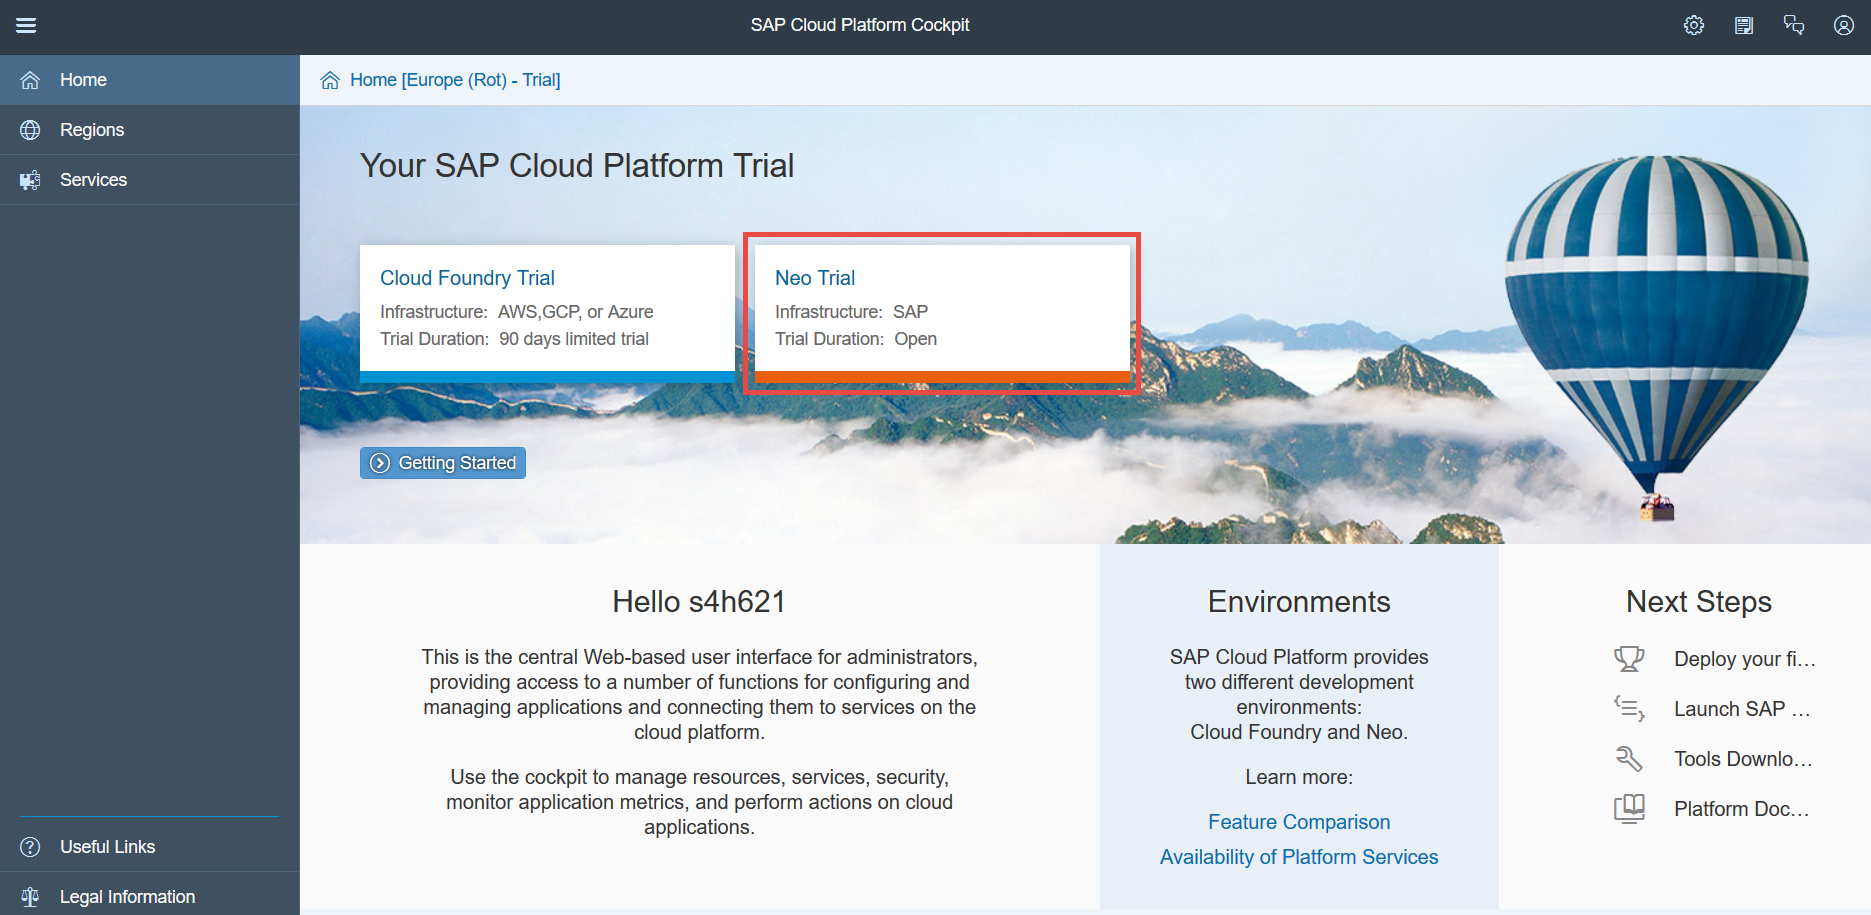 SAP Cloud Platform Cockpit
Home
Regions
Services
Useful Links
Legal Information
Home [Europe (Rot) - Trial]
Your SAP Cloud Platform Trial
Cloud Foundry Trial
Infrastructure: AWS,GCP, or Azure
Trial Duration: 90 days limited trial
Neo Trial
Infrastructure: SAP
Trial Duration: Open
Getting Started
Hello s4h621
This is the central Web-based user interface for administrators,
providing access to a number of functions for configuring and
managing applications and connecting them to services on the
cloud platform.
Use the cockpit to manage resources, services, security,
monitor application metrics, and perform actions on cloud
applications.
Environments
SAP Cloud Platform provides
two different development
environments:
Cloud Foundry and Neo.
Learn more:
Feature Comparison
Availability of Platform Services
Next Steps
Deploy your fi...
Launch SAP ...
Tools Downlo...
Platform Doc...